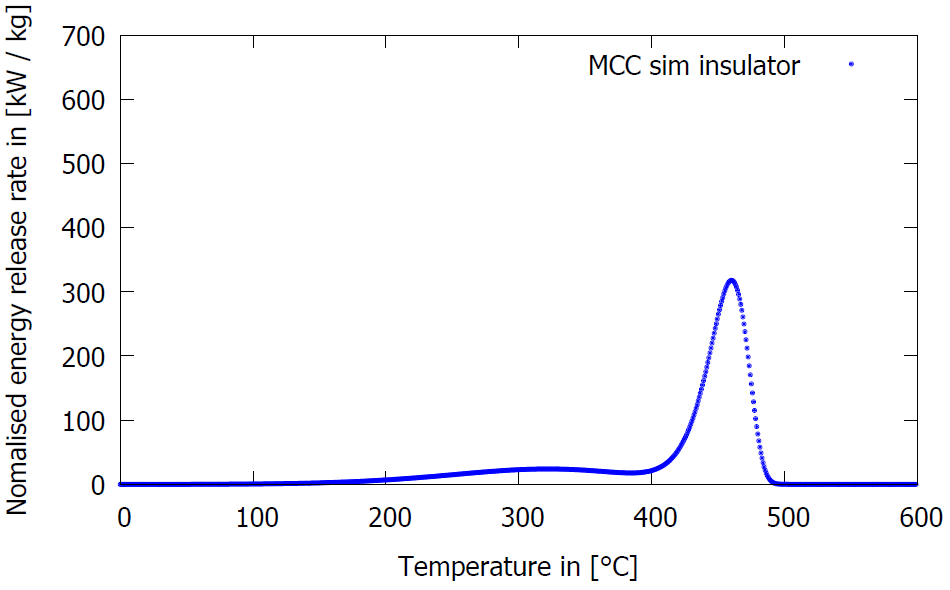 Nomalised energy release rate in [kW / kg]
700
600
500
400
300
200
100
0
MCC sim insulator
0 100 200 300 400 500 600
Temperature in [°C]